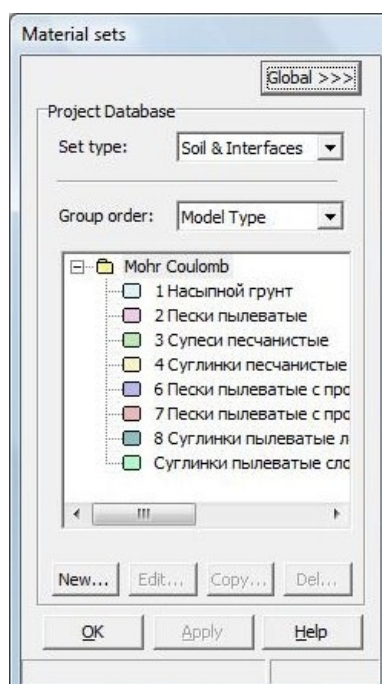 Material sets
Global >>>
Project Database
Set type: Soil & Interfaces
Group order: Model Type
Mohr Coulomb
1 Насыпной грунт
2 Пески пылеватые
3 Супеси песчанистые
4 Суглинки песчанистые
6 Пески пылеватые с про
7 Пески пылеватые с про
8 Суглинки пылеватые л
Суглинки пылеватые сло
New... Edit... Copy... Del...
OK Apply Help